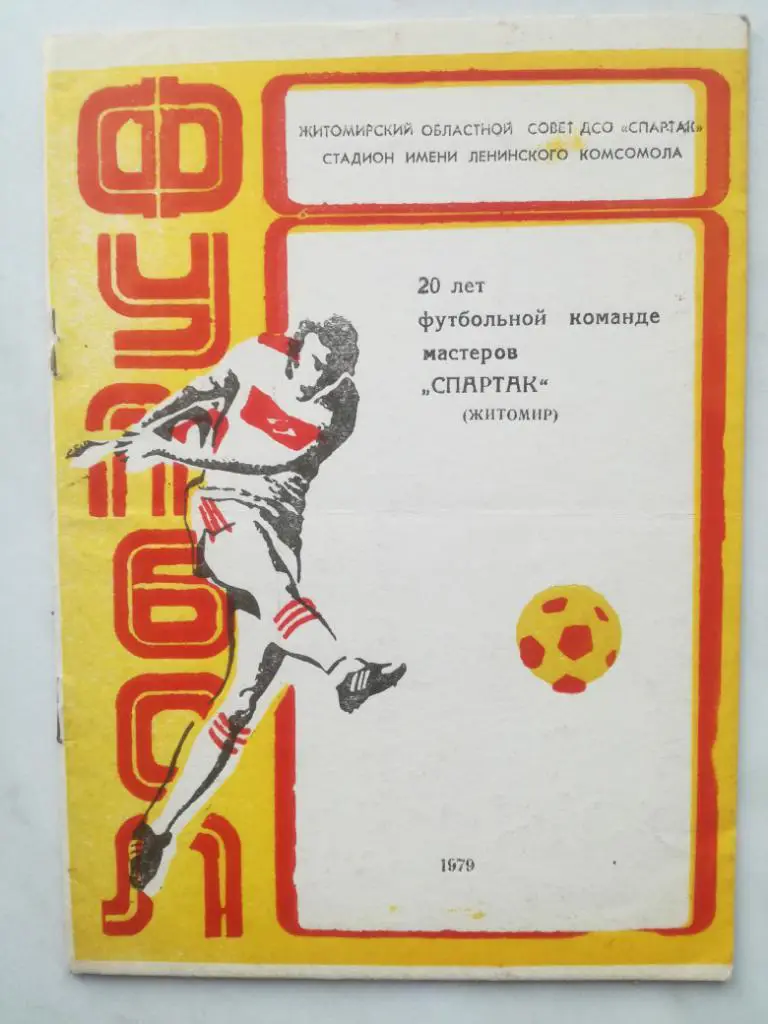 ФУТБОЛ
ЖИТОМИРСКИЙ ОБЛАСТНОЙ СОВЕТ ДСО «СПАРТАК»
СТАДИОН ИМЕНИ ЛЕНИНСКОГО КОМСОМОЛА
20 лет
футбольной команде
мастеров
„СПАРТАК“
(ЖИТОМИР)
1979